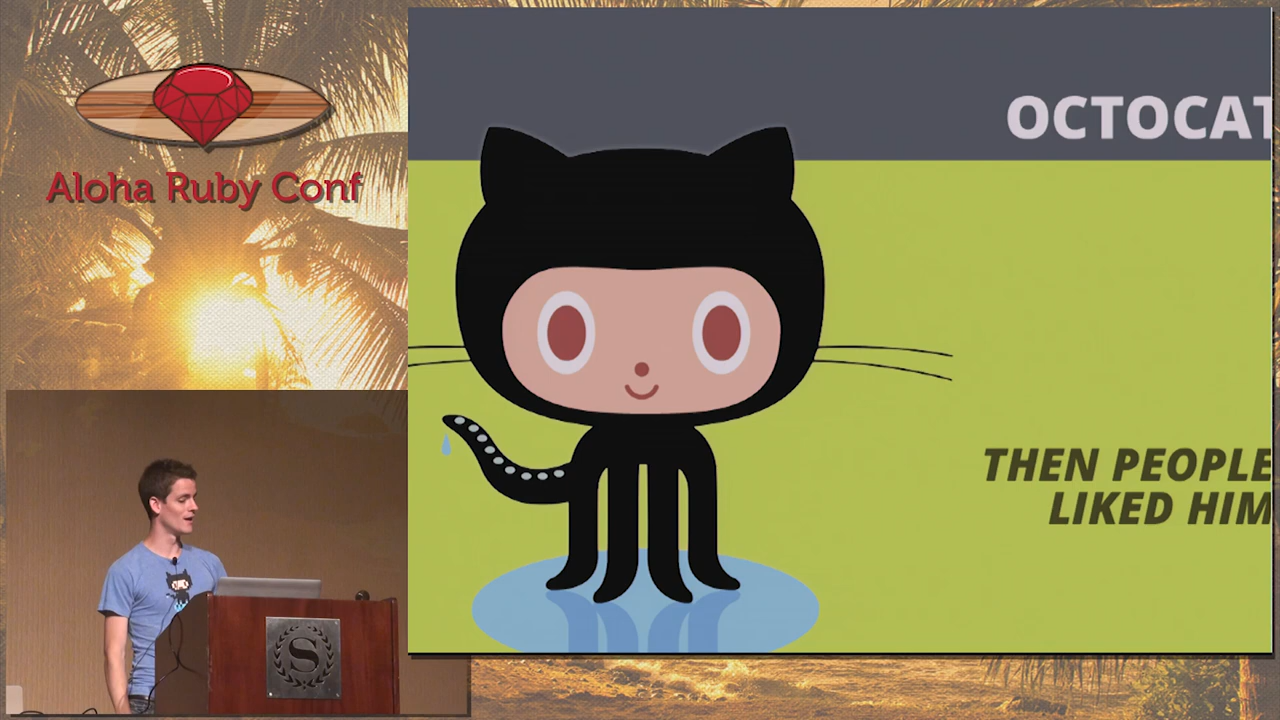 Aloha Ruby Conf
OCTOCAT
THEN PEOPLE
LIKED HIM
S